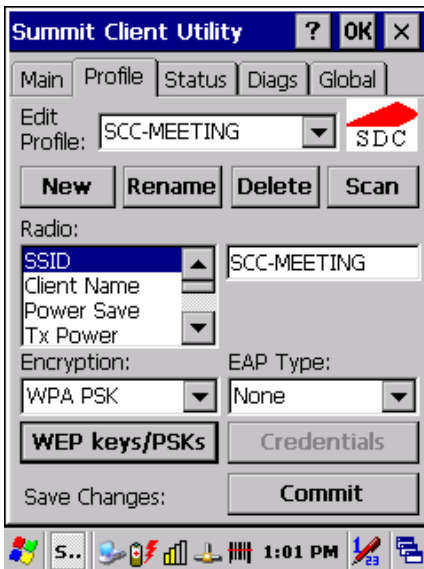 Summit Client Utility ? OK ×
Main Profile Status Diags Global
Edit
Profile: SCC-MEETING
SDC
New Rename Delete Scan
Radio:
SSID SCC-MEETING
Client Name
Power Save
Tx Power
Encryption: EAP Type:
WPA PSK None
WEP keys/PSKs Credentials
Save Changes: Commit
S.. 1:01 PM 1 23